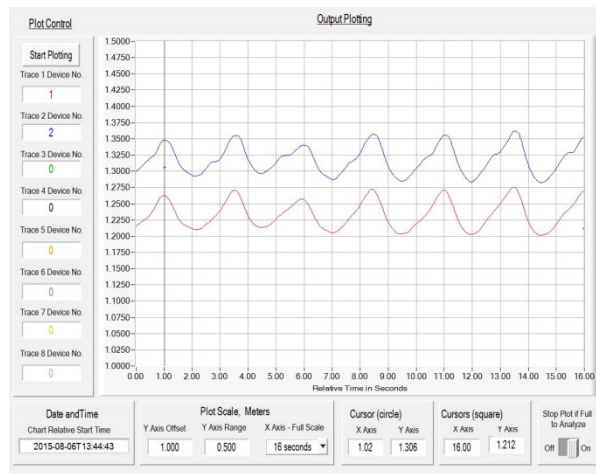 Plot Control
Output Plotting
Start Plotting
Trace 1 Device No.
1
Trace 2 Device No.
2
Trace 3 Device No.
0
Trace 4 Device No.
0
Trace 5 Device No.
0
Trace 6 Device No.
0
Trace 7 Device No.
0
Trace 8 Device No.
0
1.5000
1.4750
1.4500
1.4250
1.4000
1.3750
1.3500
1.3250
1.3000
1.2750
1.2500
1.2250
1.2000
1.1750
1.1500
1.1250
1.1000
1.0750
1.0500
1.0250
1.0000
0.00 1.00 2.00 3.00 4.00 5.00 6.00 7.00 8.00 9.00 10.00 11.00 12.00 13.00 14.00 15.00 16.00
Relative Time in Seconds
Date andTime
Chart Relative Start Time
2015-08-06T13:44:43
Plot Scale, Meters
Y Axis Offset Y Axis Range X Axis - Full Scale
1.000 0.500 16 seconds
Cursor (circle)
X Axis Y Axis
1.02 1.306
Cursors (square)
X Axis Y Axis
16.00 1.212
Stop Plot if Full
to Analyze
Off On